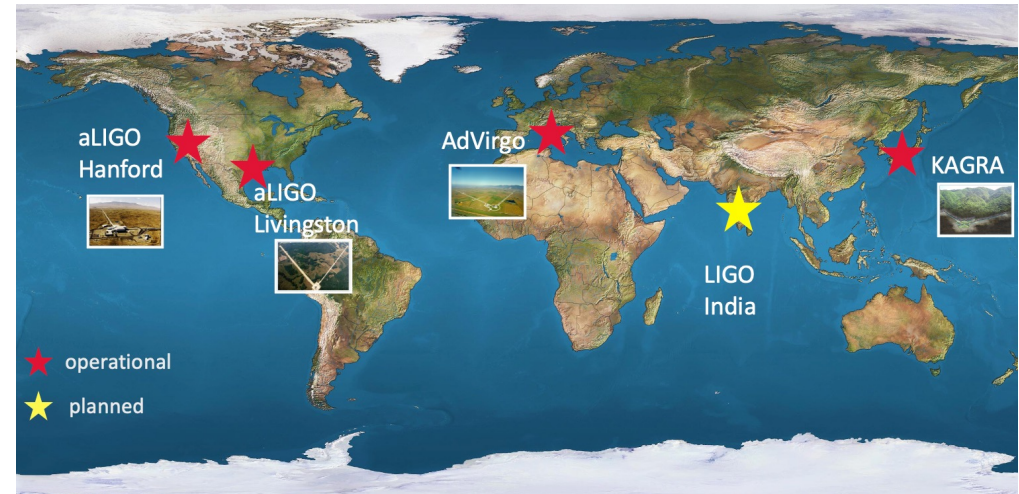 aLIGO
Hanford
aLIGO
Livingston
AdVirgo
KAGRA
LIGO
India
operational
planned